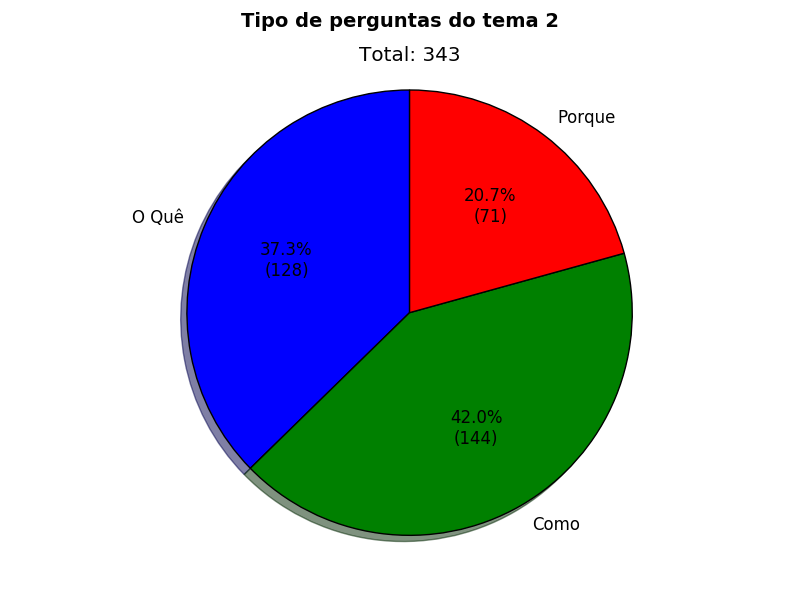 Tipo de perguntas do tema 2
Total: 343
Porque
20.7%
(71)
O Quê
37.3%
(128)
42.0%
(144)
Como